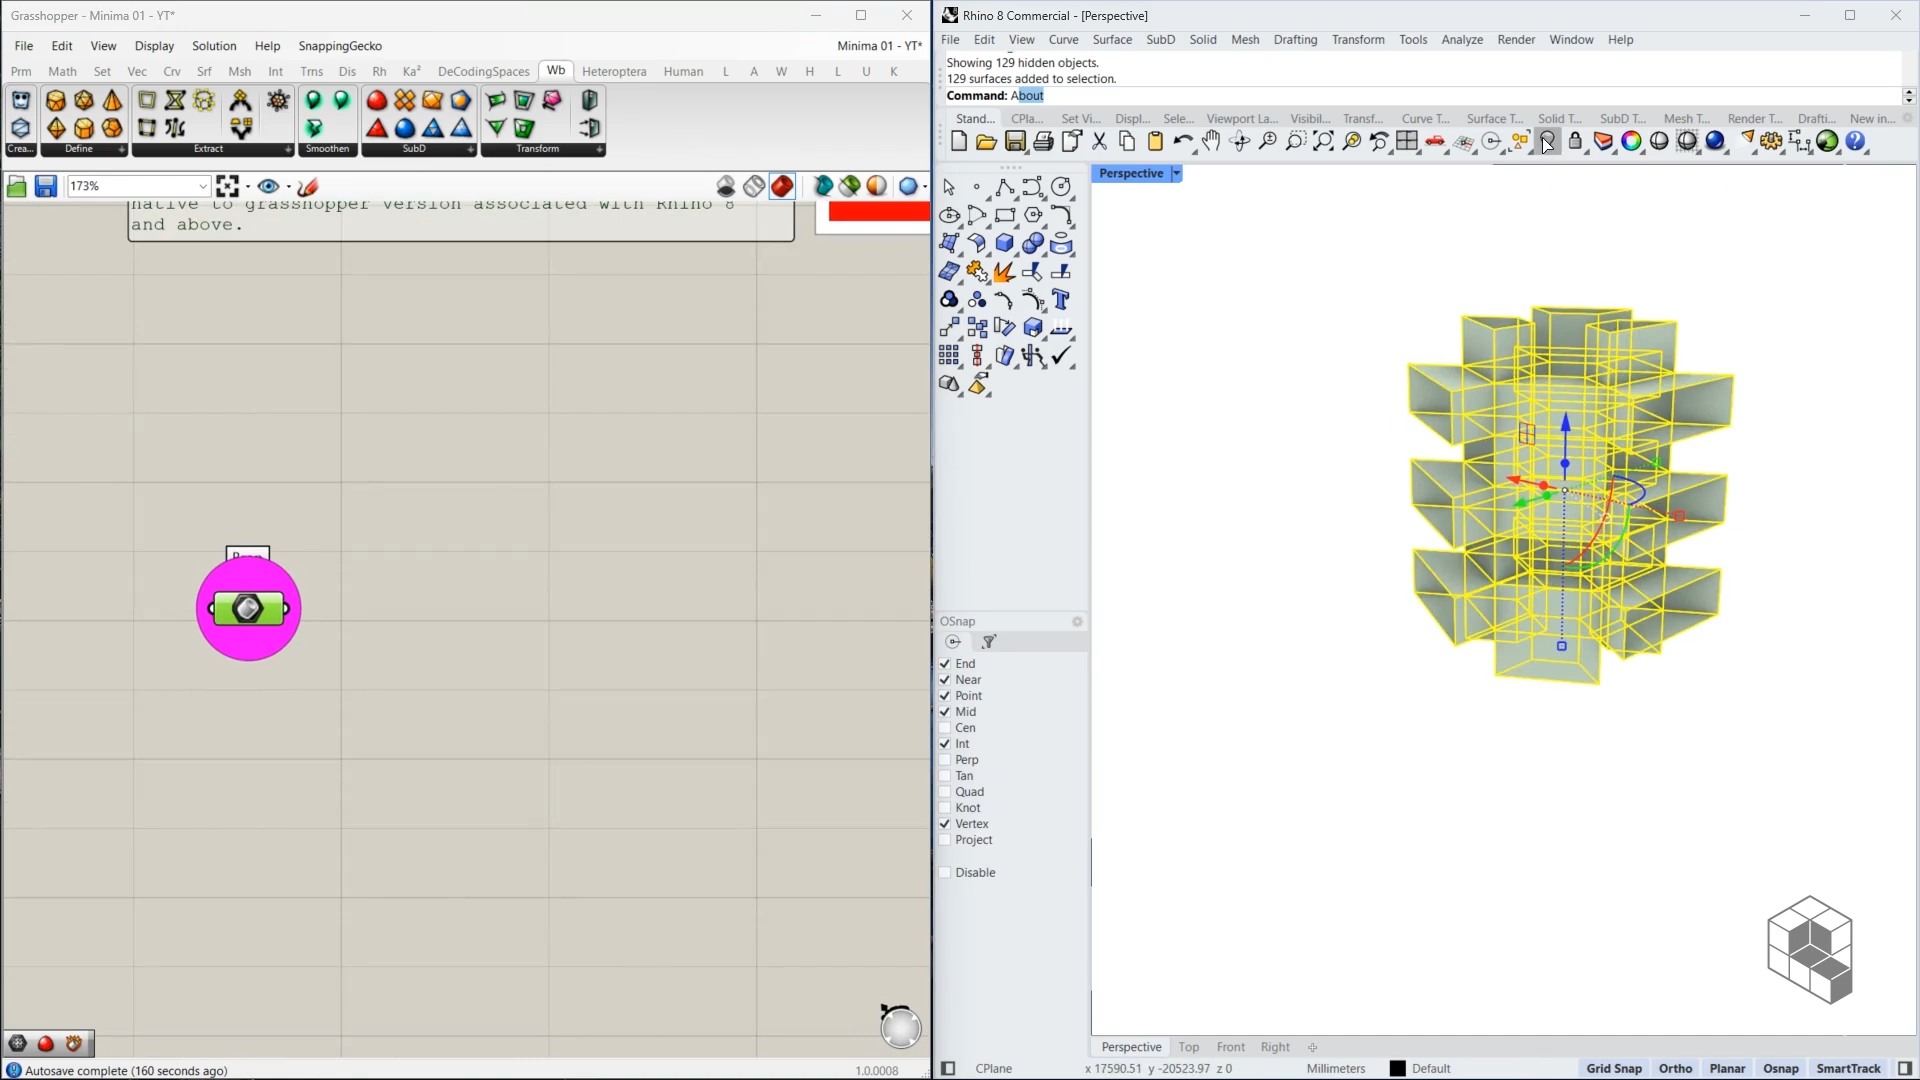 Grasshopper - Minima 01 - YT*
File Edit View Display Solution Help SnappingGecko
Minima 01 - YT*
Prm Math Set Vec Crv Srf Msh Int Trns Dis Rh Ka² DeCodingSpaces Wb Heteroptera Human L A W H L U K
Crea... Define Extract Smoothen SubD Transform
173%
native to grasshopper version associated with Rhino 8
and above.
Autosave complete (160 seconds ago)
1.0.0008
Rhino 8 Commercial - [Perspective]
File Edit View Curve Surface SubD Solid Mesh Drafting Transform Tools Analyze Render Window Help
Showing 129 hidden objects.
129 surfaces added to selection.
Command: About
Stand... CPla... Set Vi... Displ... Sele... Viewport La... Visibil... Transf... Curve T... Surface T... Solid T... SubD T... Mesh T... Render T... Drafti... New in...
Perspective
OSnap
End
Near
Point
Mid
Cen
Int
Perp
Tan
Quad
Knot
Vertex
Project
Disable
Perspective Top Front Right
CPlane
x 17590.51 y -20523.97 z 0
Millimeters
Default
Grid Snap Ortho Planar Osnap SmartTrack